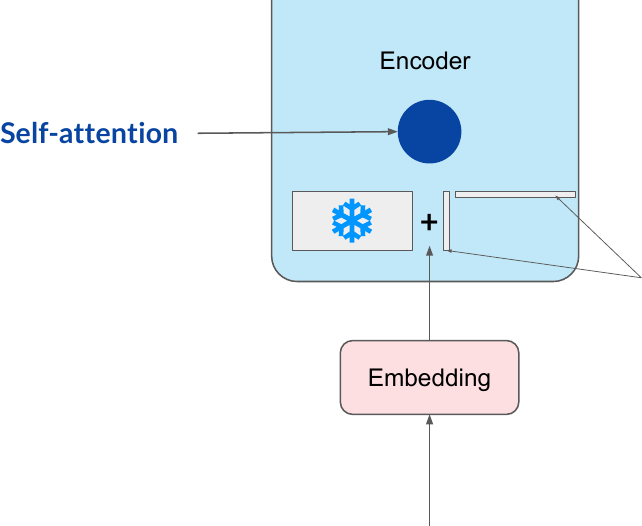 Encoder
Self-attention
+
Embedding